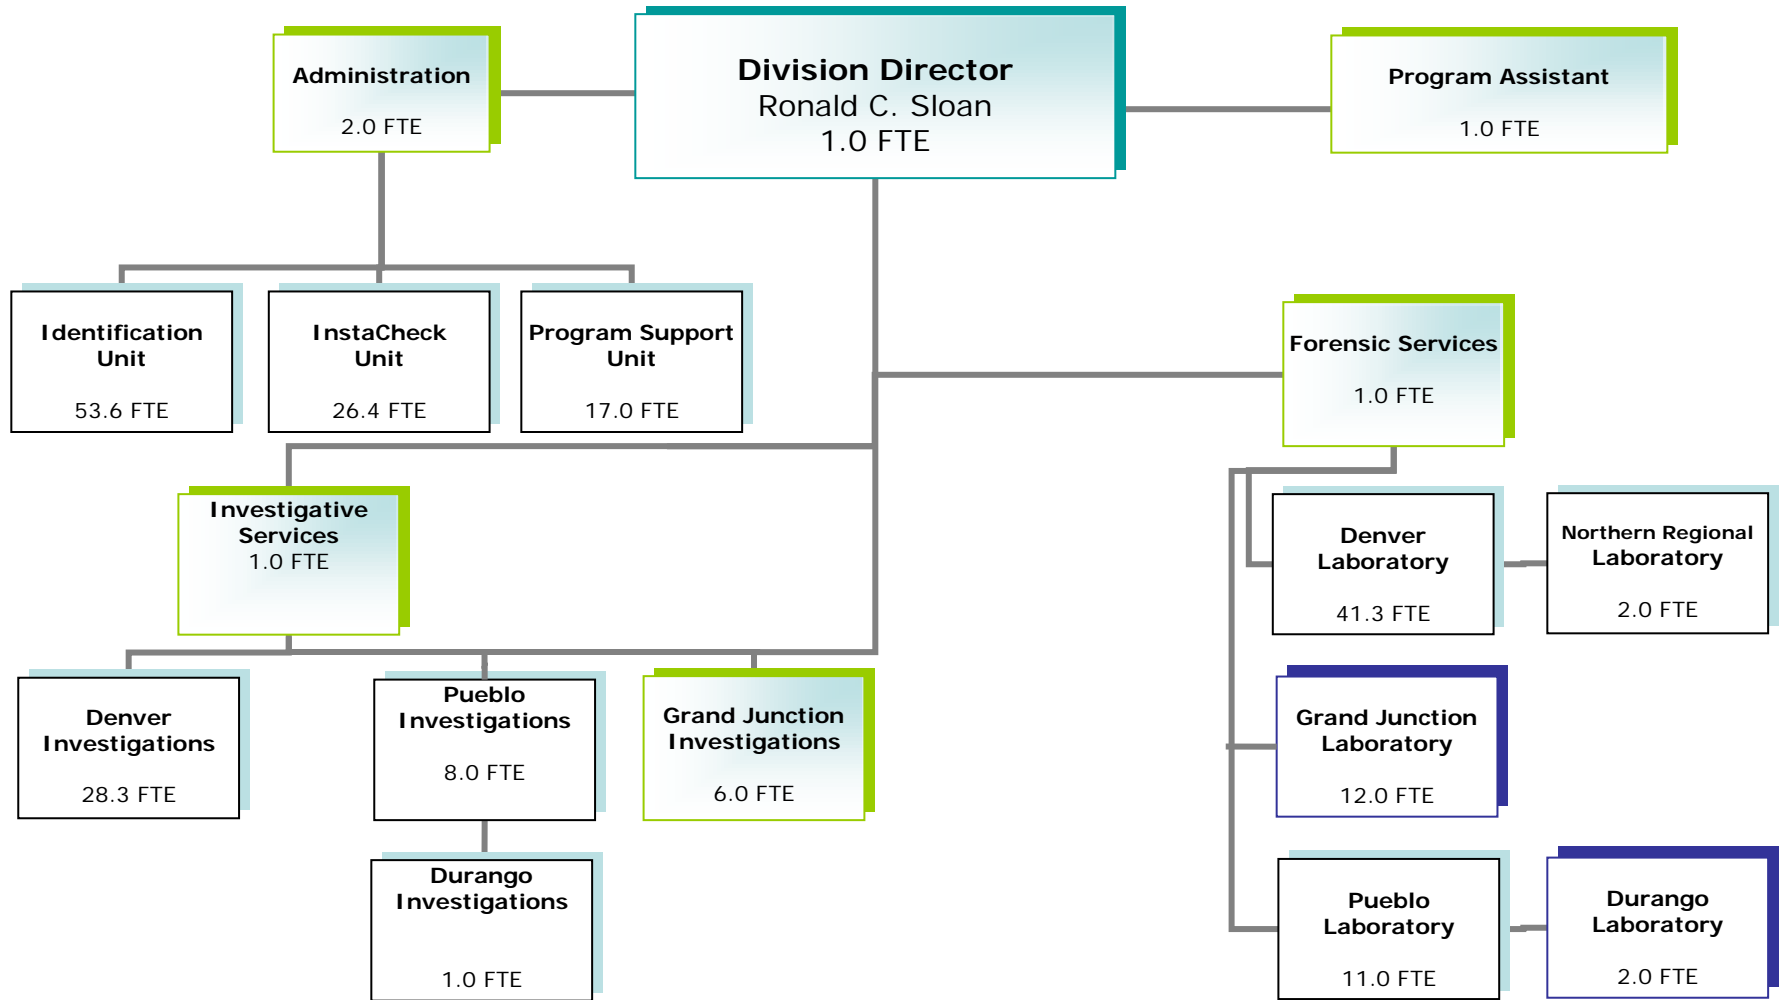 Administration
2.0 FTE
Division Director
Ronald C. Sloan
1.0 FTE
Program Assistant
1.0 FTE
Identification
Unit
53.6 FTE
InstaCheck
Unit
26.4 FTE
Program Support
Unit
17.0 FTE
Forensic Services
1.0 FTE
Investigative
Services
1.0 FTE
Denver
Laboratory
41.3 FTE
Northern Regional
Laboratory
2.0 FTE
Denver
Investigations
28.3 FTE
Pueblo
Investigations
8.0 FTE
Grand Junction
Investigations
6.0 FTE
Grand Junction
Laboratory
12.0 FTE
Durango
Investigations
1.0 FTE
Pueblo
Laboratory
11.0 FTE
Durango
Laboratory
2.0 FTE